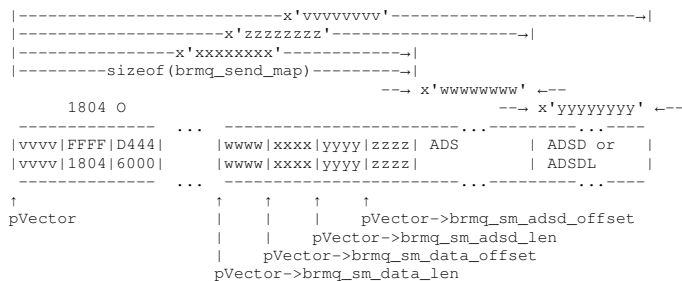 |---------------------------x'vvvvvvvv'-------------------------→|
|---------------------x'zzzzzzzz'-------------------→|
|----------------x'xxxxxxxx'------------→|
|---------sizeof(brmq_send_map)---------→|
--→ x'wwwwwwww' ←--
1804 O --→ x'yyyyyyyy' ←--
-------------- ... ------------------------...---------...----
|vvvv|FFFF|D444| |wwww|xxxx|yyyy|zzzz| ADS | ADSD or |
|vvvv|1804|6000| |wwww|xxxx|yyyy|zzzz| | ADSDL |
-------------- ... ------------------------...---------...----
↑ ↑ ↑ ↑ ↑
pVector | | | pVector->brmq_sm_adsd_offset
| | pVector->brmq_sm_adsd_len
| pVector->brmq_sm_data_offset
pVector->brmq_sm_data_len